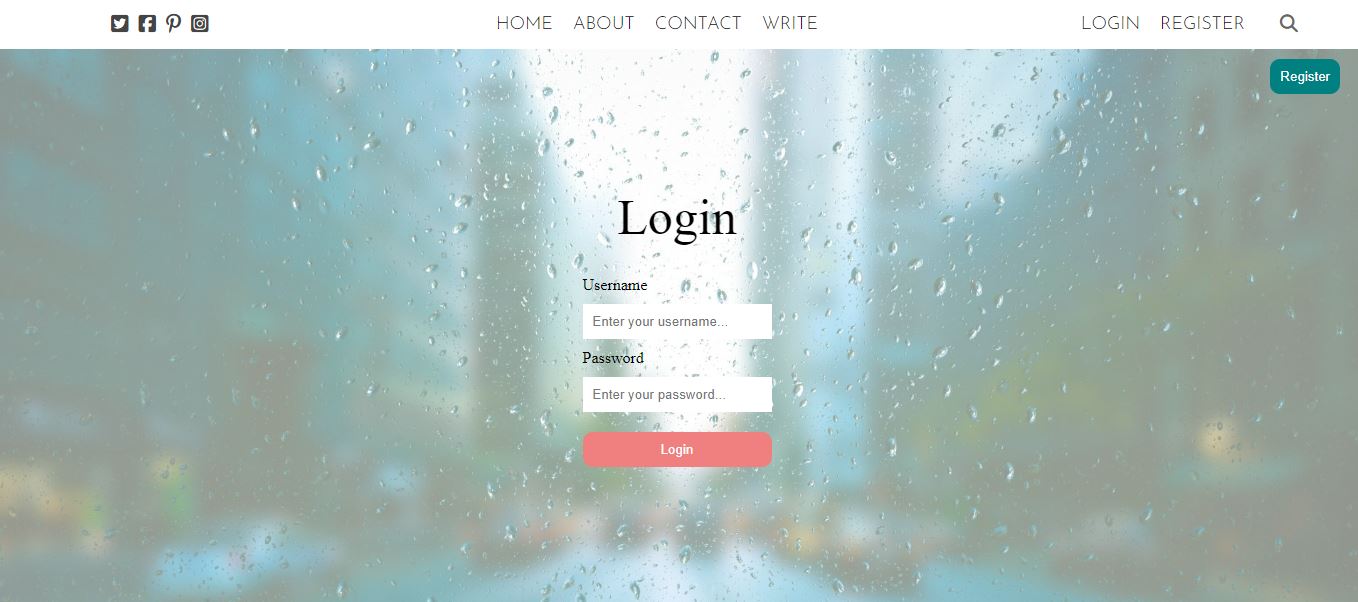 HOME ABOUT CONTACT WRITE LOGIN REGISTER
Register
Login
Username
Enter your username...
Password
Enter your password...
Login